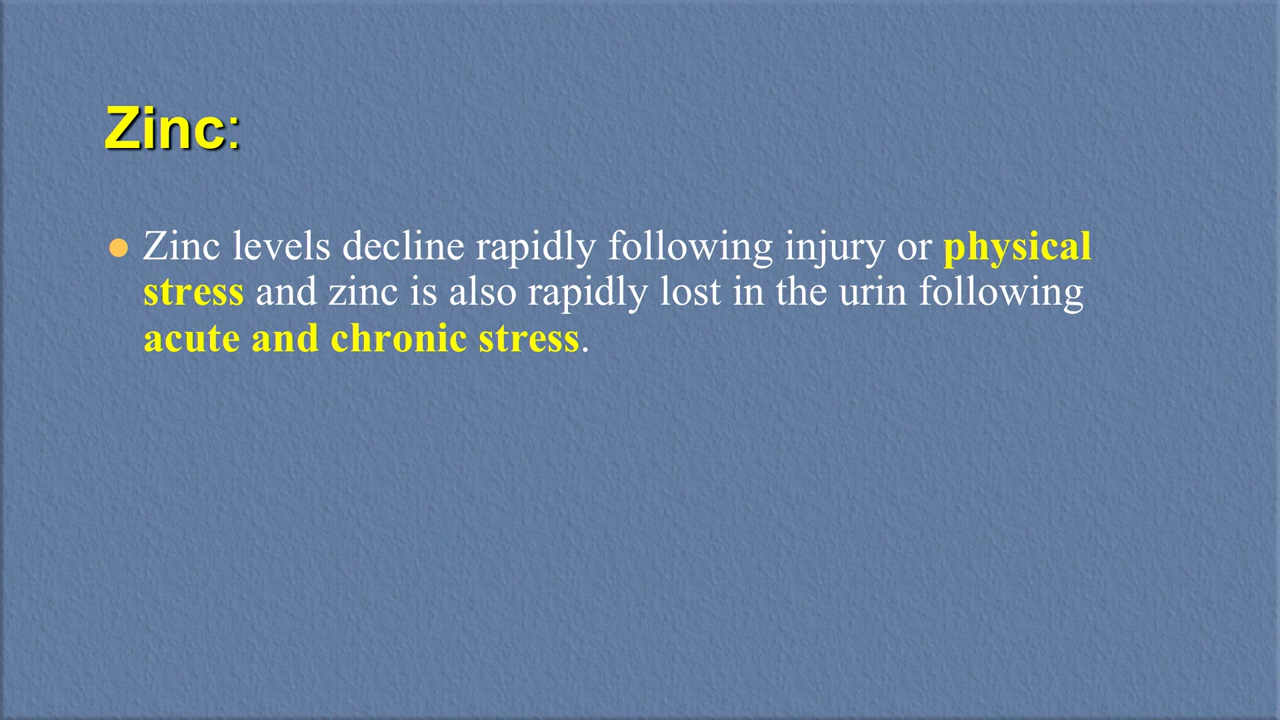 Zinc:
Zinc levels decline rapidly following injury or physical
stress and zinc is also rapidly lost in the urin following
acute and chronic stress.